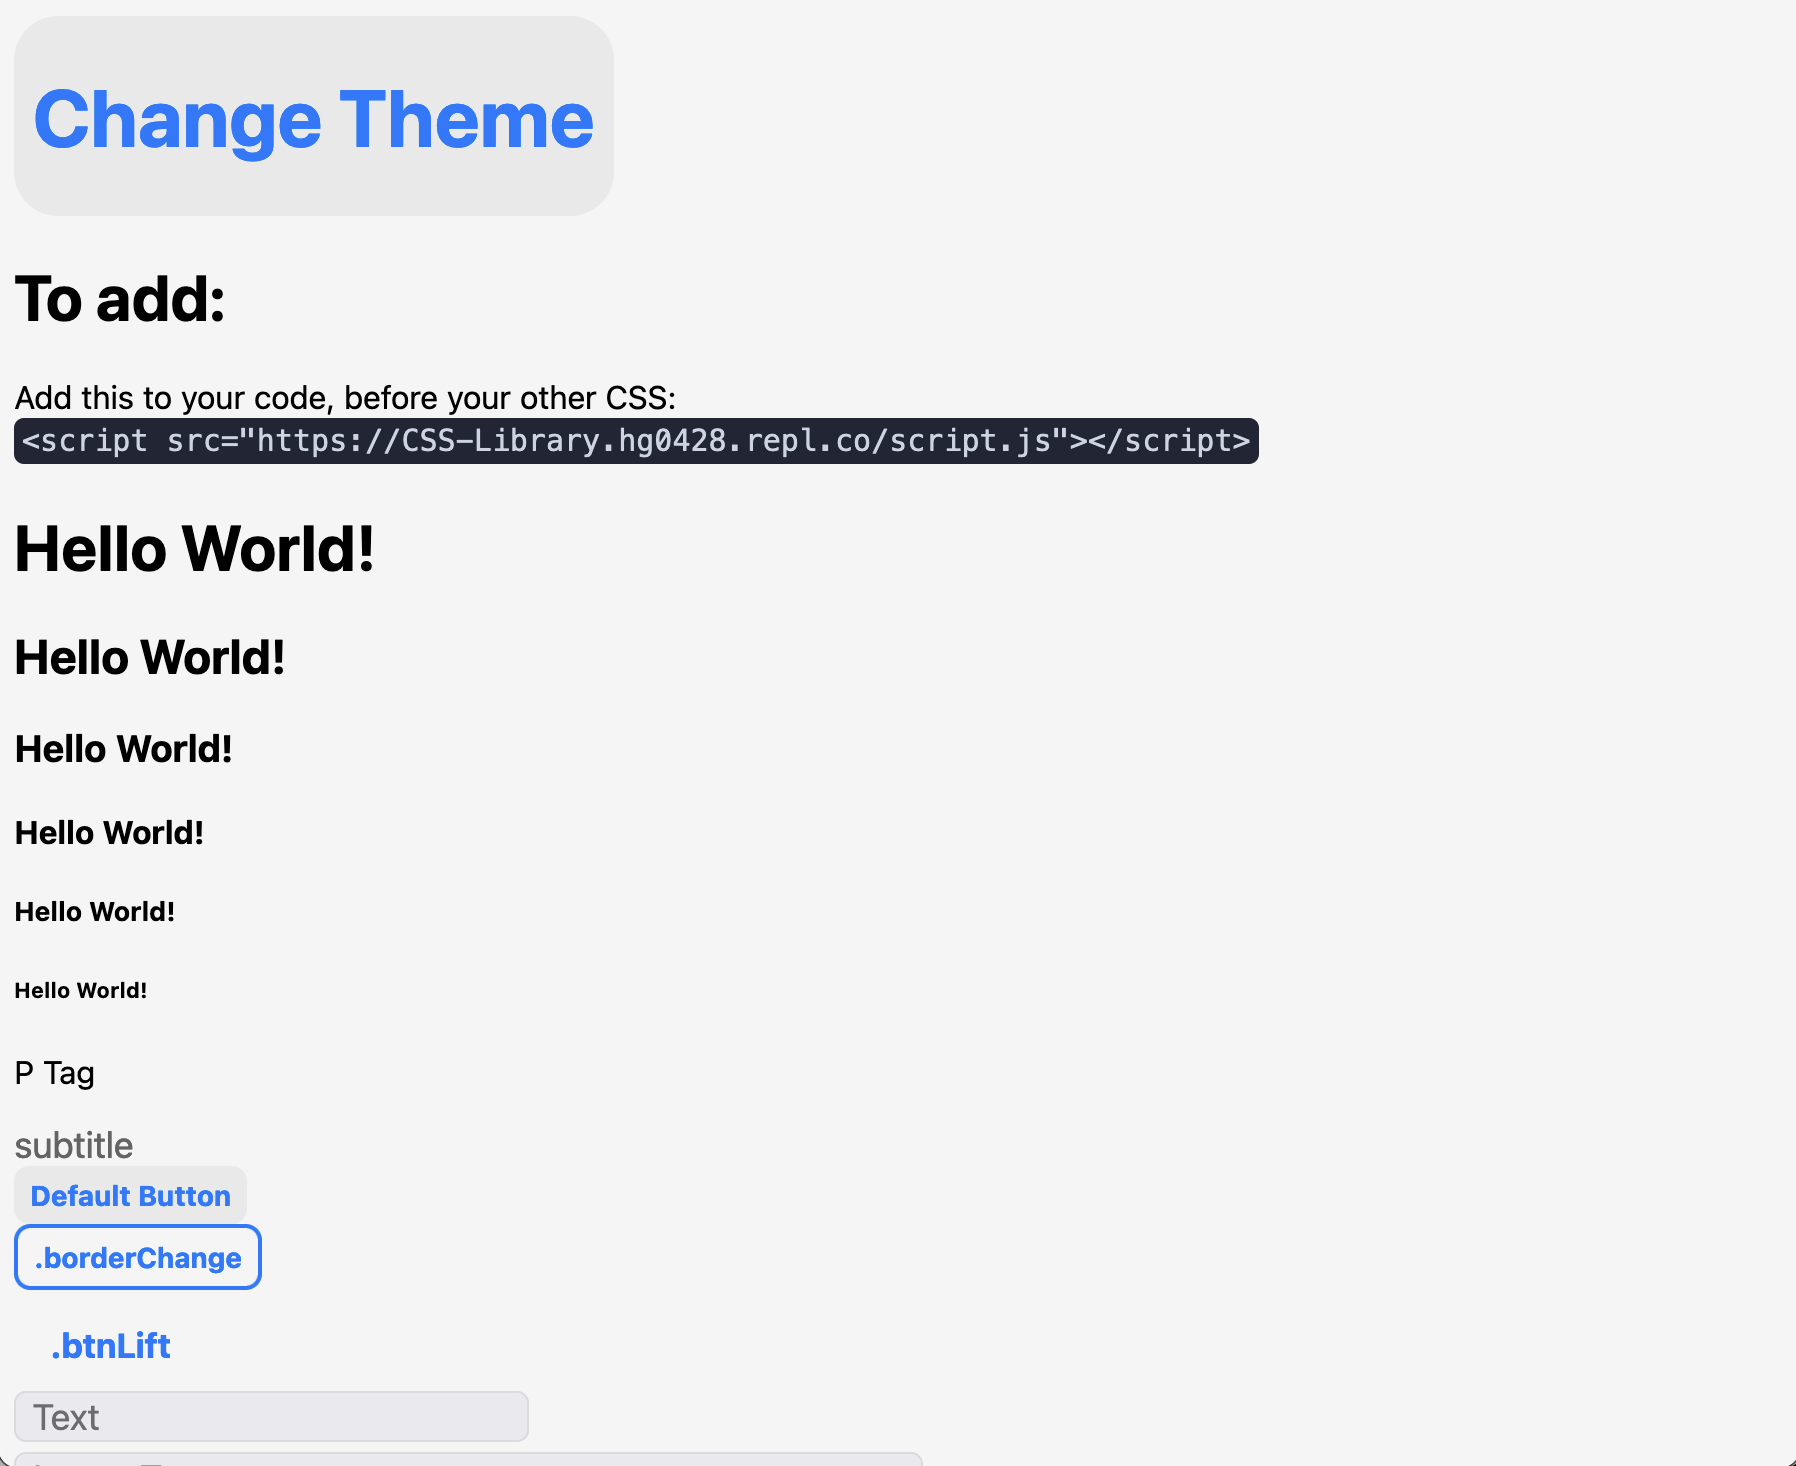 Change Theme
To add:
Add this to your code, before your other CSS:
<script src="https://CSS-Library.hg0428.repl.co/script.js"></script>
Hello World!
Hello World!
Hello World!
Hello World!
Hello World!
Hello World!
P Tag
subtitle
Default Button
.borderChange
.btnLift
Text